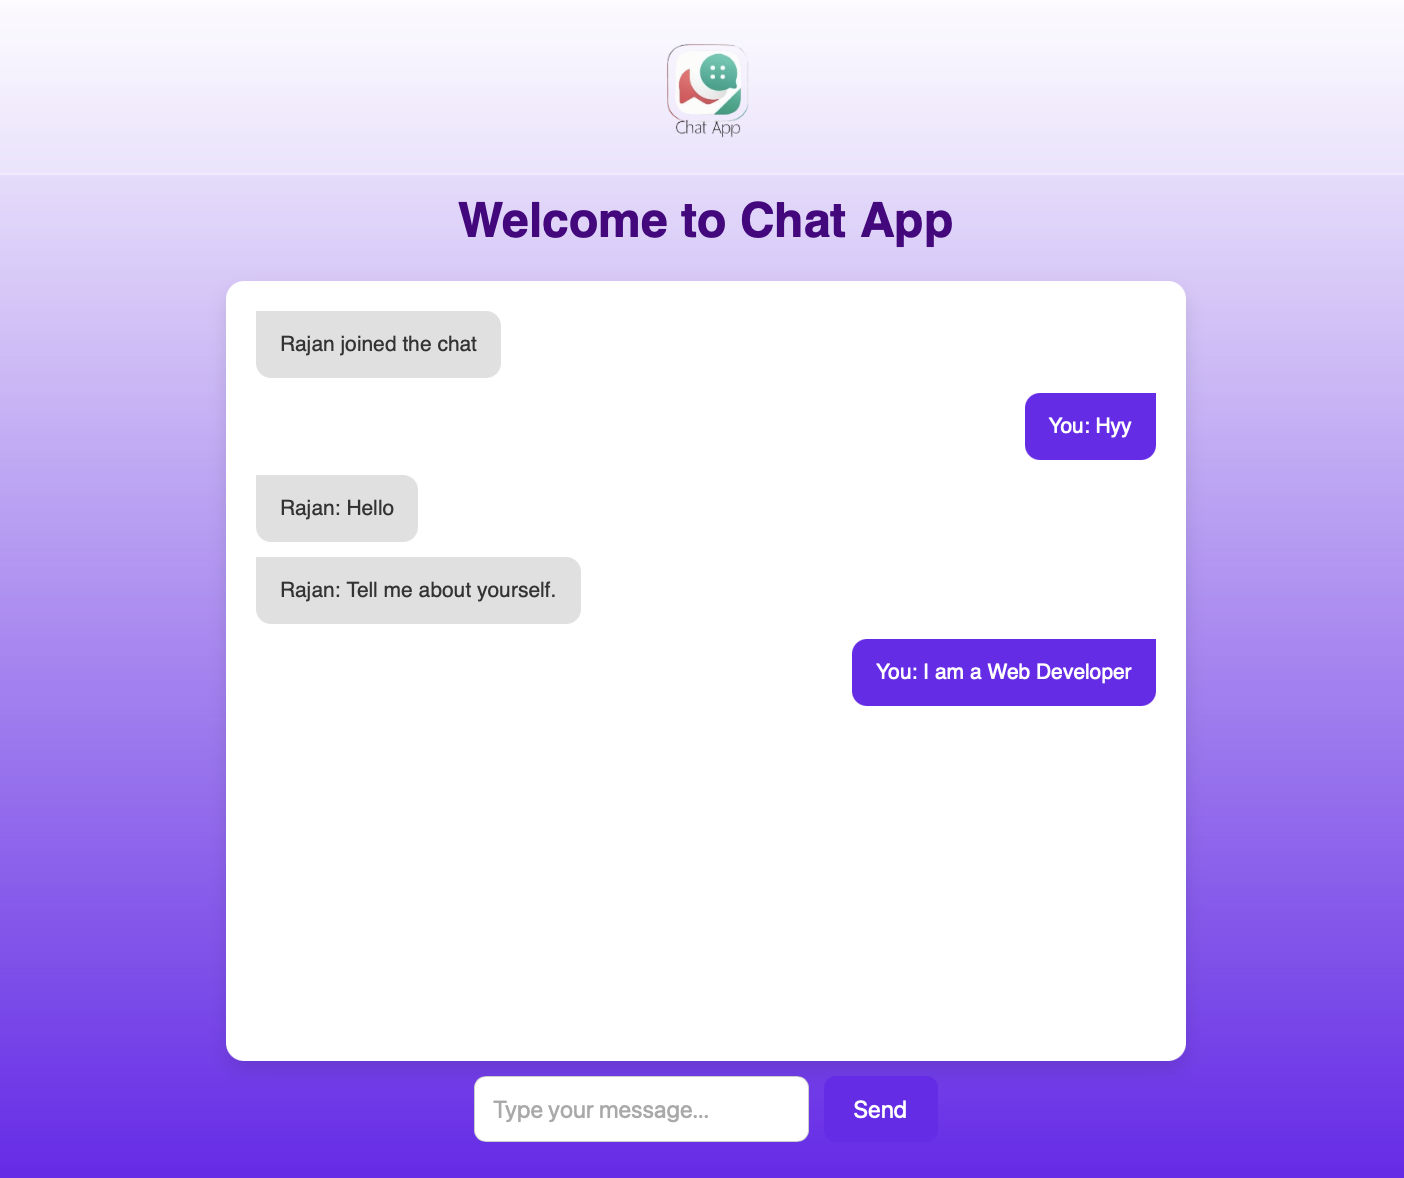 Chat App
Welcome to Chat App
Rajan joined the chat
You: Hyy
Rajan: Hello
Rajan: Tell me about yourself.
You: I am a Web Developer
Type your message...
Send